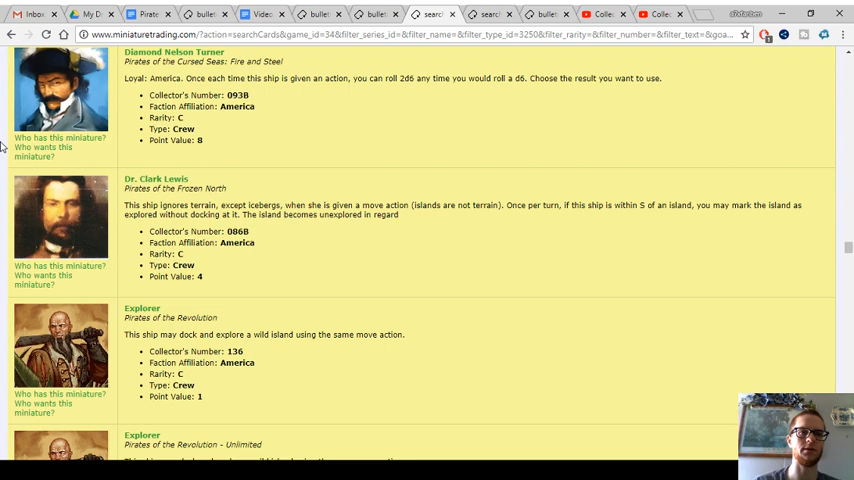 Inbox
My D
Pirate
bullet
Video
bullet
bullet
search
search
bullet
Collec
Collec
www.miniaturetrading.com/?action=searchCards&game_id=34&filter_series_id=&filter_name=&filter_type_id=3250&filter_rarity=&filter_number=&filter_text=&goa
Diamond Nelson Turner
Pirates of the Cursed Seas: Fire and Steel
Loyal: America. Once each time this ship is given an action, you can roll 2d6 any time you would roll a d6. Choose the result you want to use.
• Collector's Number: 093B
• Faction Affiliation: America
• Rarity: C
• Type: Crew
• Point Value: 8
Who has this miniature?
Who wants this
miniature?
Dr. Clark Lewis
Pirates of the Frozen North
This ship ignores terrain, except icebergs, when she is given a move action (islands are not terrain). Once per turn, if this ship is within S of an island, you may mark the island as
explored without docking at it. The island becomes unexplored in regard
• Collector's Number: 086B
• Faction Affiliation: America
• Rarity: C
• Type: Crew
• Point Value: 4
Who has this miniature?
Who wants this
miniature?
Explorer
Pirates of the Revolution
This ship may dock and explore a wild island using the same move action.
• Collector's Number: 136
• Faction Affiliation: America
• Rarity: C
• Type: Crew
• Point Value: 1
Who has this miniature?
Who wants this
miniature?
Explorer
Pirates of the Revolution - Unlimited